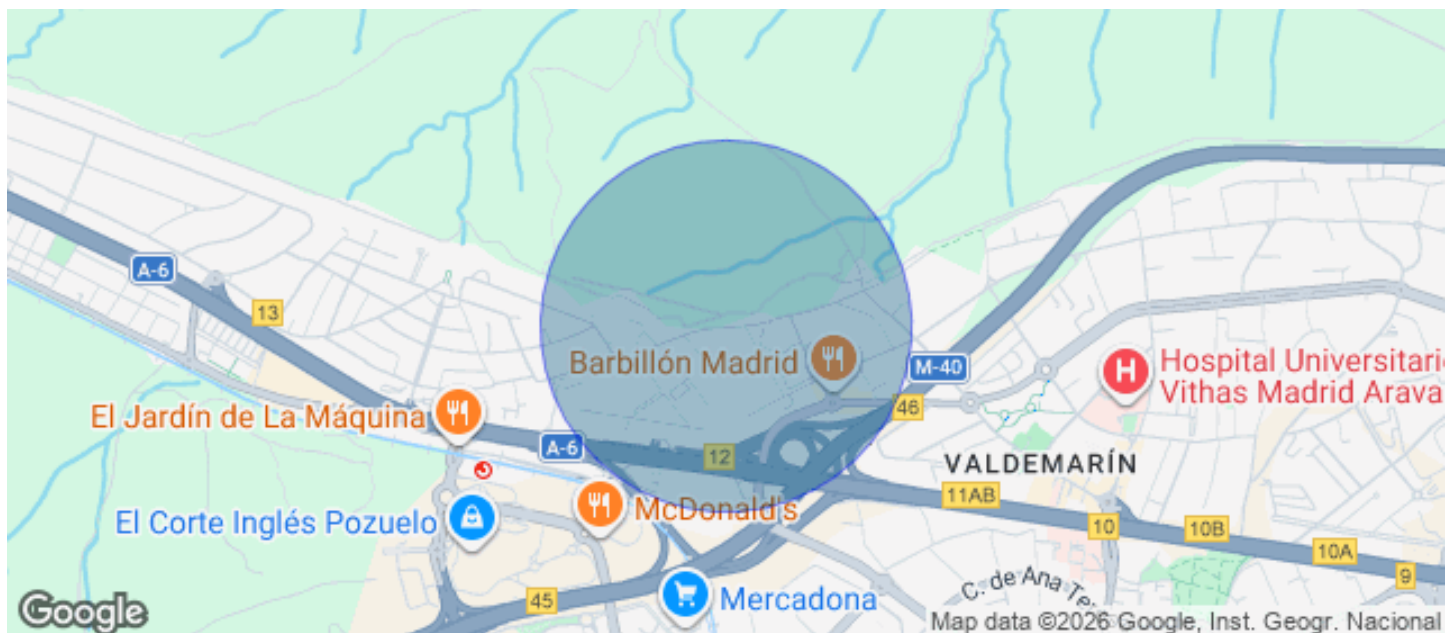 A-6
13
Barbillón Madrid
M-40
Hospital Universitario
Vithas Madrid Arava
46
El Jardín de La Máquina
A-6
12
VALDEMARÍN
11AB
McDonald's
El Corte Inglés Pozuelo
10
10B
10A
9
45
Mercadona
C. de Ana Te
Google
Map data ©2026 Google, Inst. Geogr. Nacional